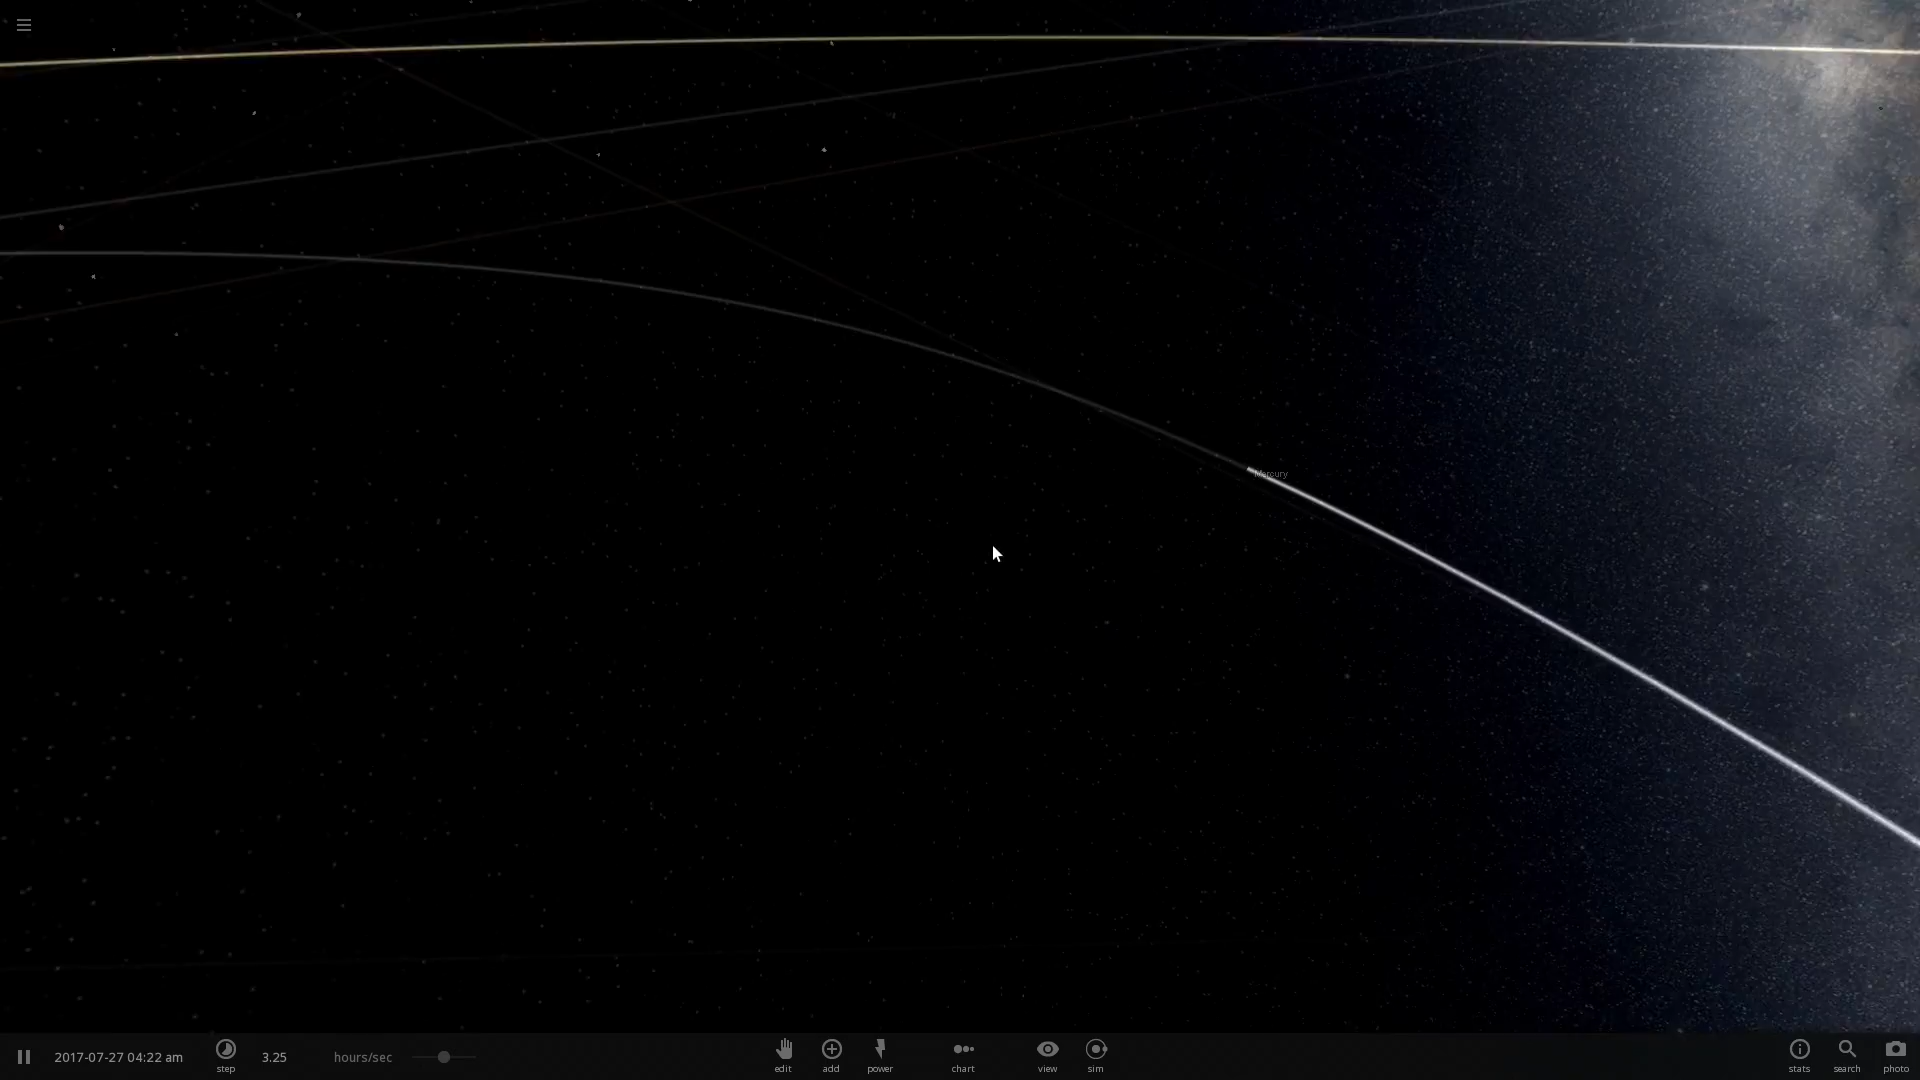 Mercury
2017-07-27 04:22 am
step
3.25
hours/sec
edit
add
power
chart
view
sim
stats
search
photo